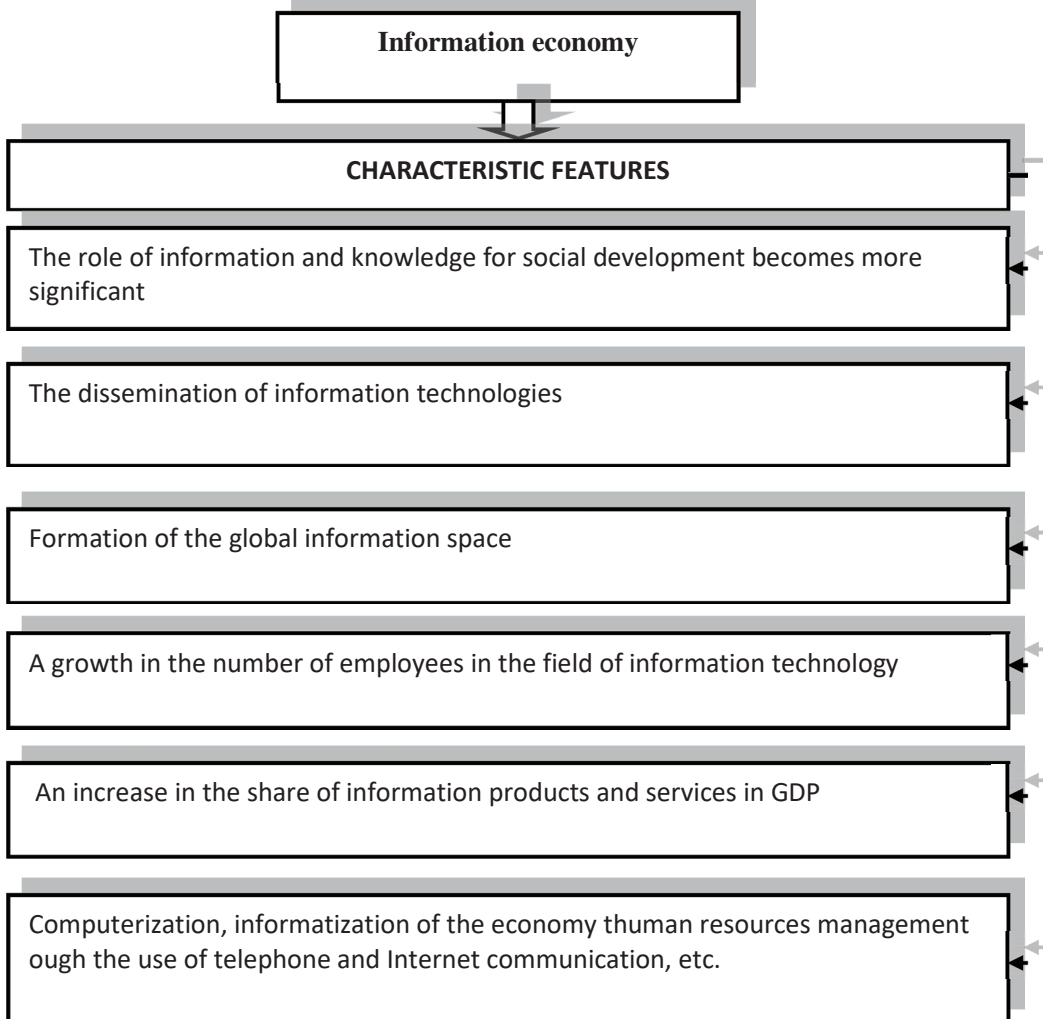 Information economy
CHARACTERISTIC FEATURES
The role of information and knowledge for social development becomes more
significant
The dissemination of information technologies
Formation of the global information space
A growth in the number of employees in the field of information technology
An increase in the share of information products and services in GDP
Computerization, informatization of the economy thuman resources management
ough the use of telephone and Internet communication, etc.